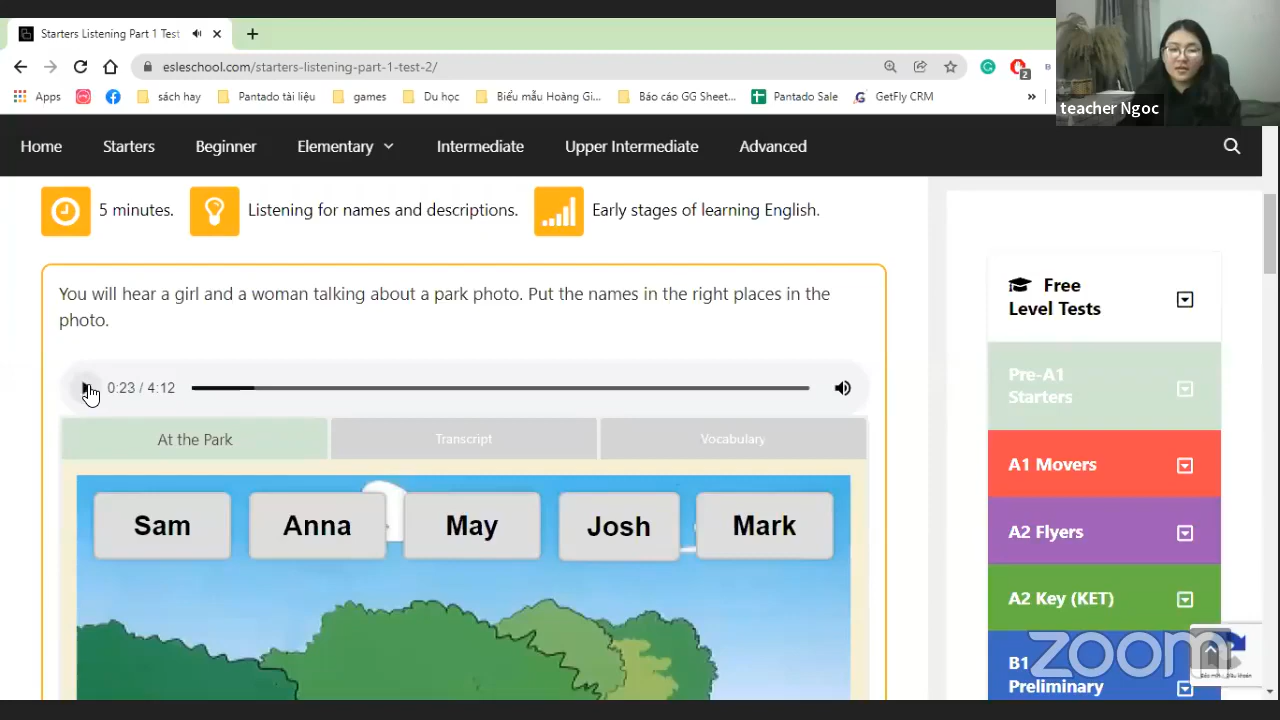 Starters Listening Part 1 Test
esleschool.com/starters-listening-part-1-test-2/
2
Apps
sách hay
Pantado tài liệu
games
Du học
Biểu mẫu Hoàng Gi...
Báo cáo GG Sheet...
Pantado Sale
GetFly CRM
»
teacher Ngoc
Home
Starters
Beginner
Elementary
Intermediate
Upper Intermediate
Advanced
5 minutes.
Listening for names and descriptions.
Early stages of learning English.
You will hear a girl and a woman talking about a park photo. Put the names in the right places in the
photo.
0:23 / 4:12
At the Park
Transcript
Vocabulary
Sam
Anna
May
Josh
Mark
Free
Level Tests
Pre-A1
Starters
A1 Movers
A2 Flyers
A2 Key (KET)
B1
Preliminary
zoom